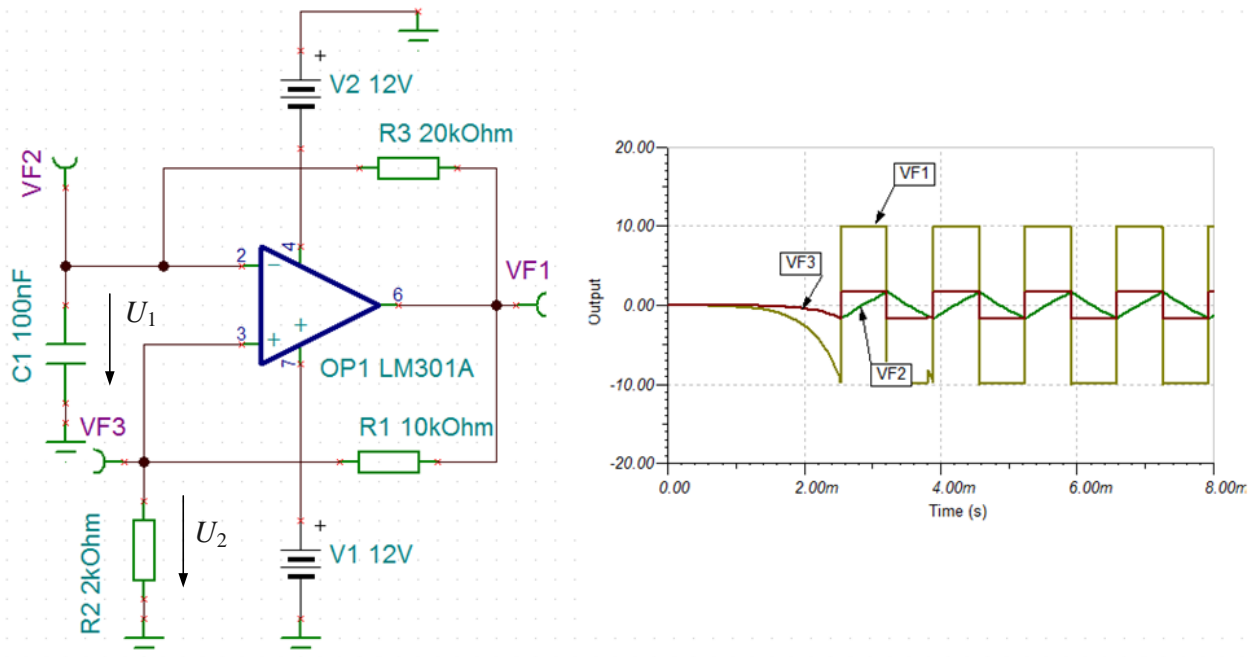 +
V2 12V
R3 20kOhm
VF2
2
4
−
6
VF1
C1 100nF
U1
3
+
+
7
OP1 LM301A
VF3
R1 10kOhm
R2 2kOhm
U2
+
V1 12V
20.00
10.00
0.00
-10.00
-20.00
Output
VF1
VF3
VF2
0.00 2.00m 4.00m 6.00m 8.00m
Time (s)